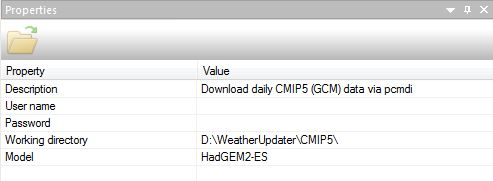 Properties
Property Value
Description Download daily CMIP5 (GCM) data via pcmdi
User name
Password
Working directory D:\WeatherUpdater\CMIP5\
Model HadGEM2-ES